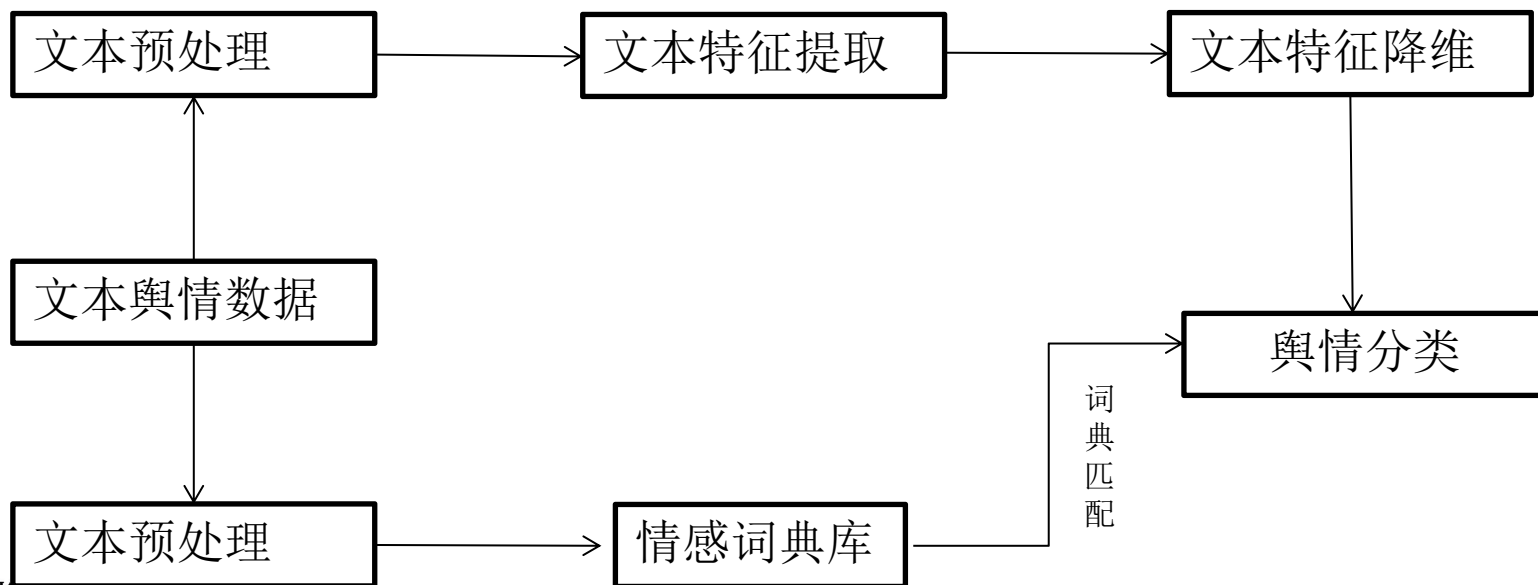 文本预处理
文本特征提取
文本特征降维
文本舆情数据
舆情分类
词
典
匹
配
文本预处理
情感词典库